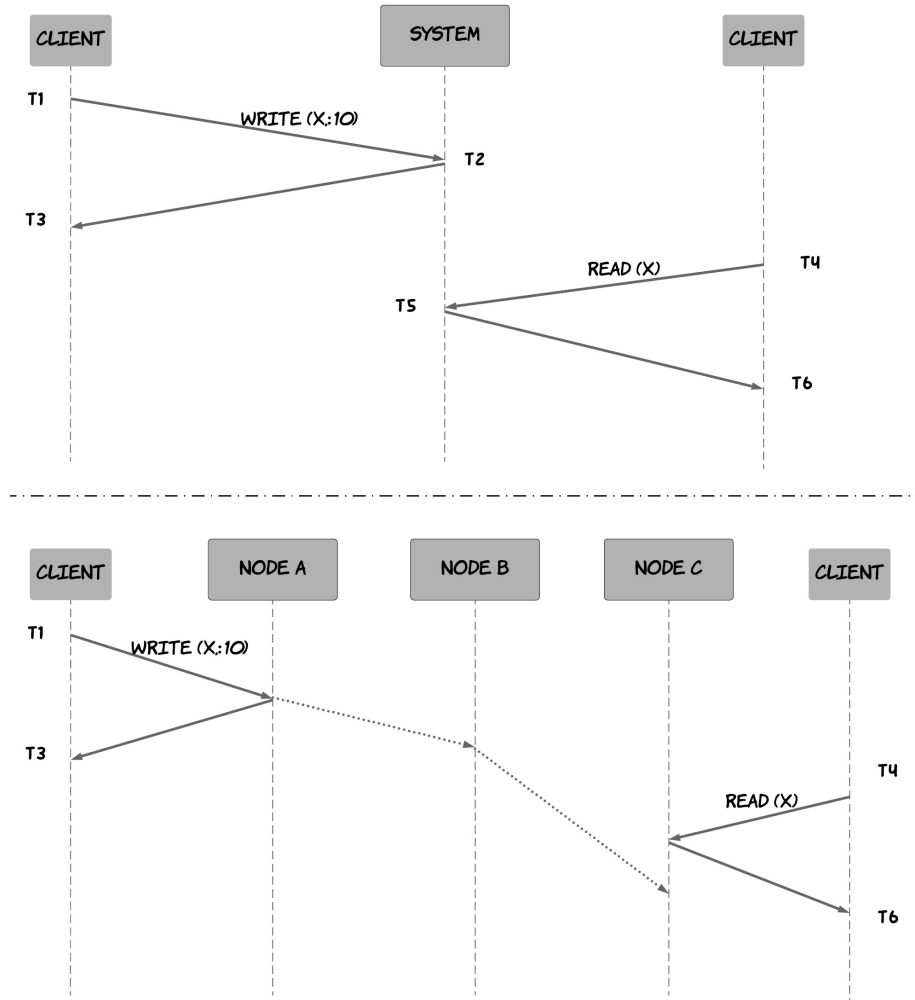 CLIENT
SYSTEM
CLIENT
T1
WRITE (X,:10)
T2
T3
READ (X)
T4
T5
T6
CLIENT
NODE A
NODE B
NODE C
CLIENT
T1
WRITE (X,:10)
T3
T4
READ (X)
T6